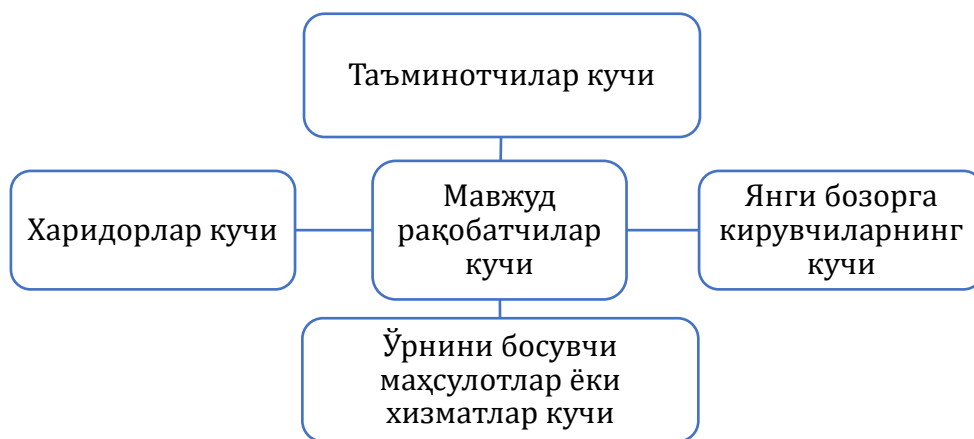 Таъминотчилар кучи
Харидорлар кучи
Мавжуд
рақобатчилар
кучи
Янги бозорга
кирувчиларнинг
кучи
Ўрнини босувчи
маҳсулотлар ёки
хизматлар кучи